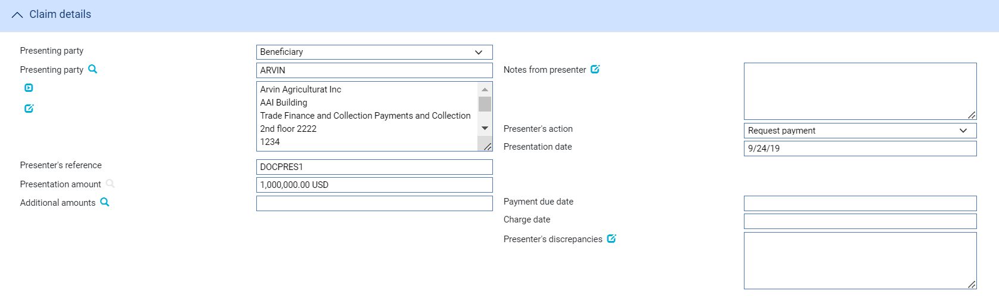 Claim details
Presenting party
Beneficiary
Presenting party
ARVIN
Arvin Agriculturat Inc
AAI Building
Trade Finance and Collection Payments and Collection
2nd floor 2222
1234
Presenter's reference
DOCPRES1
Presentation amount
1,000,000.00 USD
Additional amounts
Notes from presenter
Presenter's action
Request payment
Presentation date
9/24/19
Payment due date
Charge date
Presenter's discrepancies